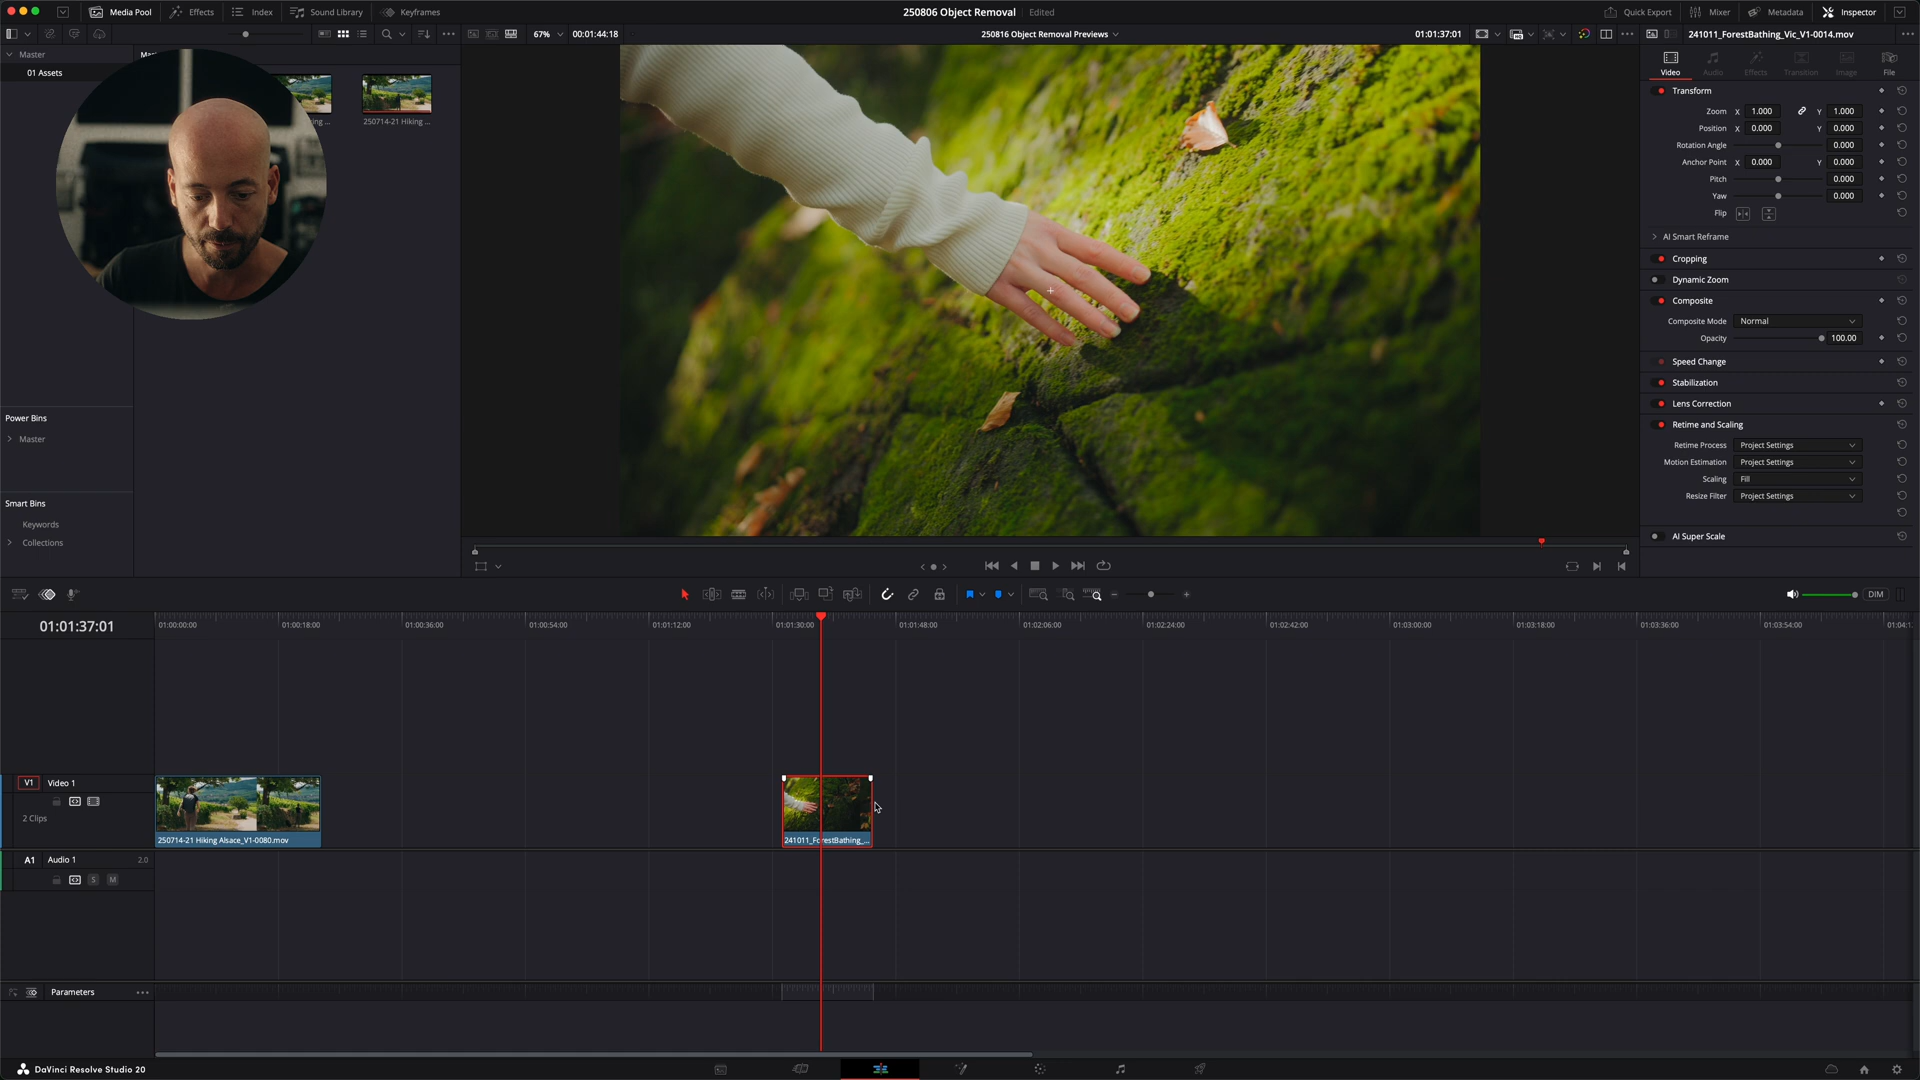 Media Pool
Effects
Index
Sound Library
Keyframes
250806 Object Removal
Edited
Quick Export
Mixer
Metadata
Inspector
67%
00:01:44:18
250816 Object Removal Previews
01:01:37:01
241011_ForestBathing_Vic_V1-0014.mov
Master
01 Assets
250714-21 Hiking ...
Power Bins
Master
Smart Bins
Keywords
Collections
Video
Audio
Effects
Transition
Image
File
Transform
Zoom X 1.000 Y 1.000
Position X 0.000 Y 0.000
Rotation Angle 0.000
Anchor Point X 0.000 Y 0.000
Pitch 0.000
Yaw 0.000
Flip
AI Smart Reframe
Cropping
Dynamic Zoom
Composite
Composite Mode Normal
Opacity 100.00
Speed Change
Stabilization
Lens Correction
Retime and Scaling
Retime Process Project Settings
Motion Estimation Project Settings
Scaling Fill
Resize Filter Project Settings
AI Super Scale
DIM
01:01:37:01
01:00:00:00
01:00:18:00
01:00:36:00
01:00:54:00
01:01:12:00
01:01:30:00
01:01:48:00
01:02:06:00
01:02:24:00
01:02:42:00
01:03:00:00
01:03:18:00
01:03:36:00
01:03:54:00
01:04:1
V1 Video 1
2 Clips
250714-21 Hiking Alsace_V1-0080.mov
241011_ForestBathing_...
A1 Audio 1 2.0
S M
Parameters
DaVinci Resolve Studio 20